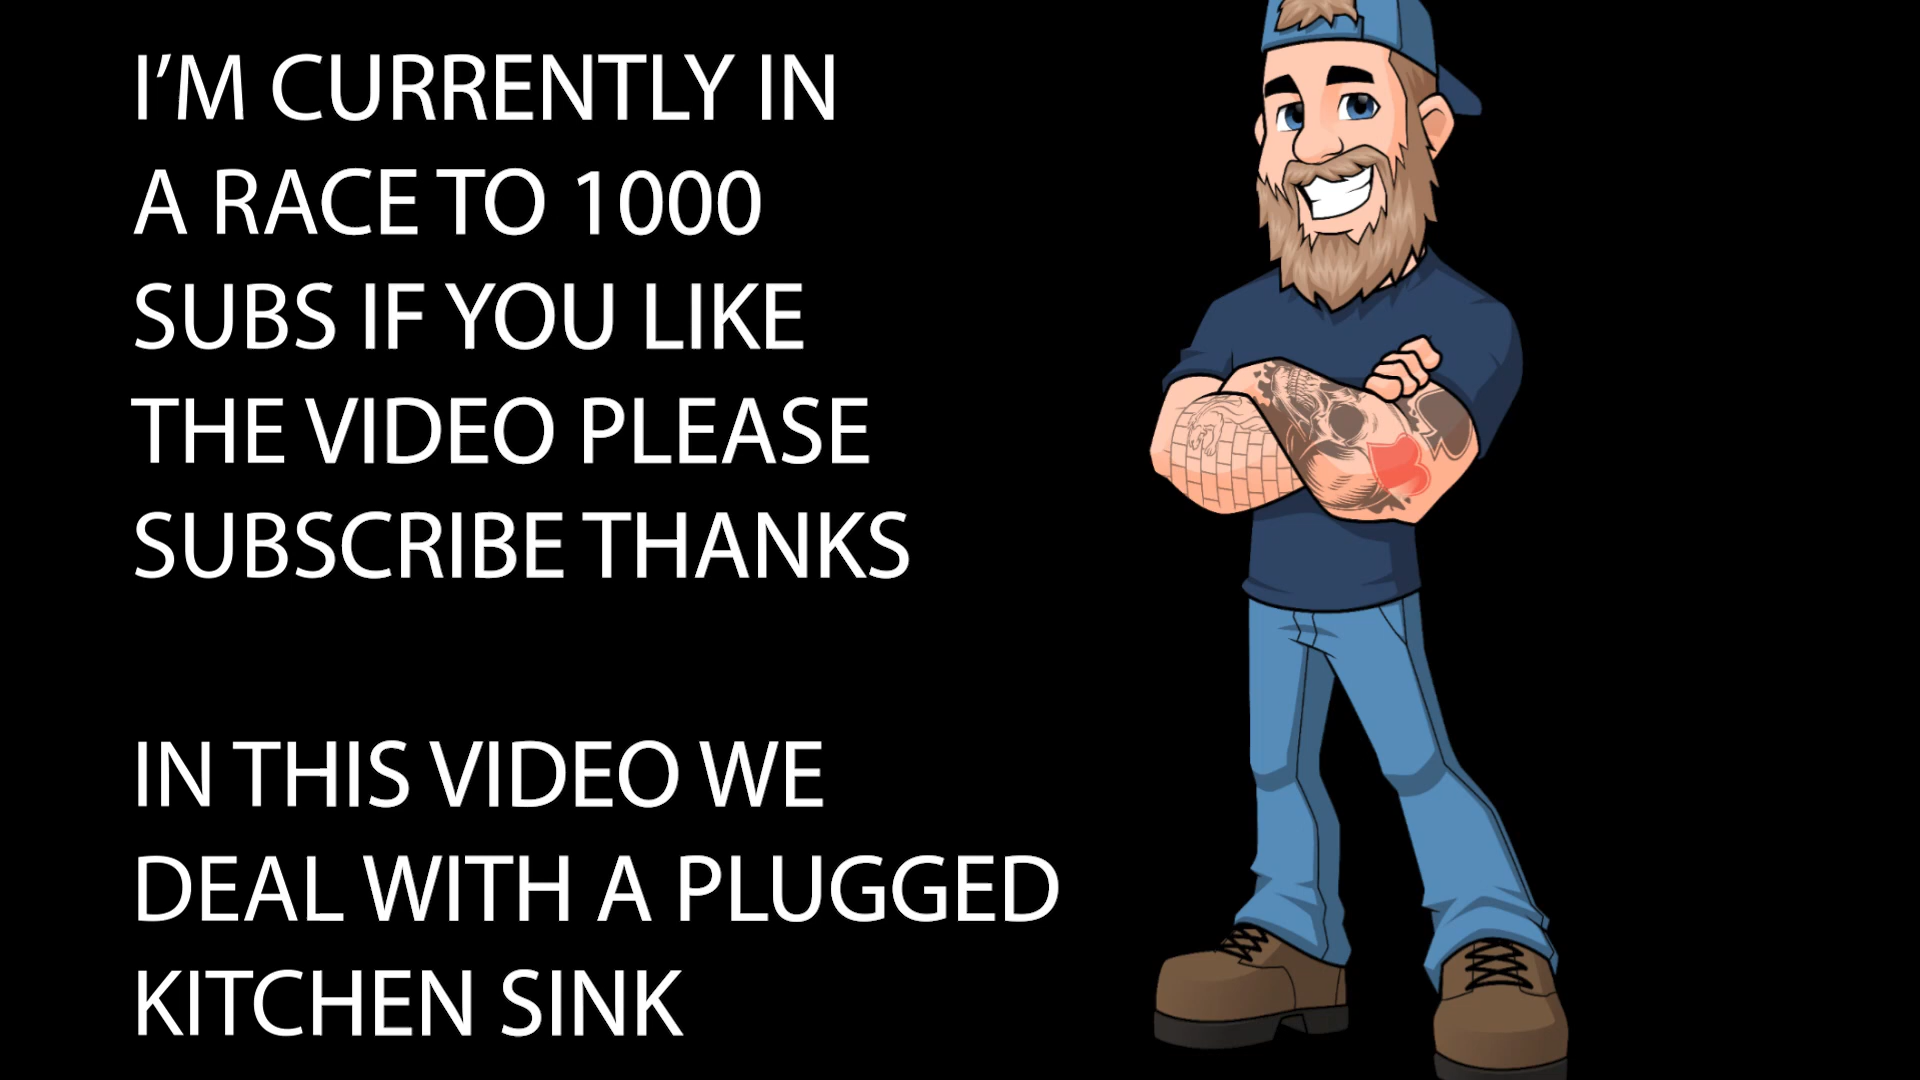 I’M CURRENTLY IN
A RACE TO 1000
SUBS IF YOU LIKE
THE VIDEO PLEASE
SUBSCRIBE THANKS
IN THIS VIDEO WE
DEAL WITH A PLUGGED
KITCHEN SINK